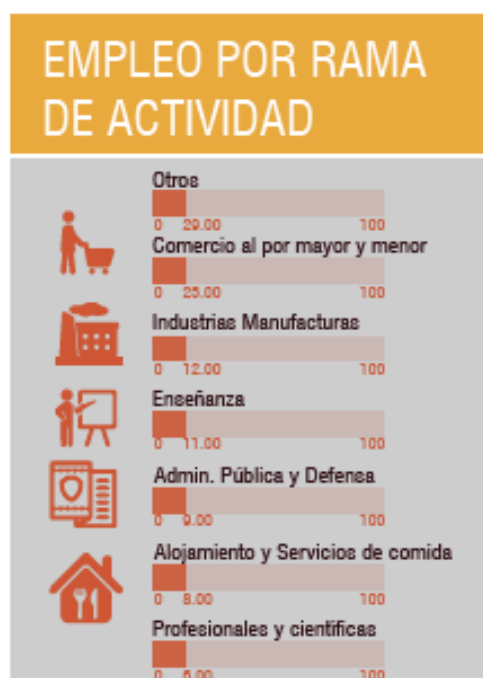 EMPLEO POR RAMA
DE ACTIVIDAD
Otros
0 29.00 100
Comercio al por mayor y menor
0 25.00 100
Industrias Manufacturas
0 12.00 100
Enseñanza
0 11.00 100
Admin. Pública y Defensa
0 9.00 100
Alojamiento y Servicios de comida
0 8.00 100
Profesionales y científicas
0 100